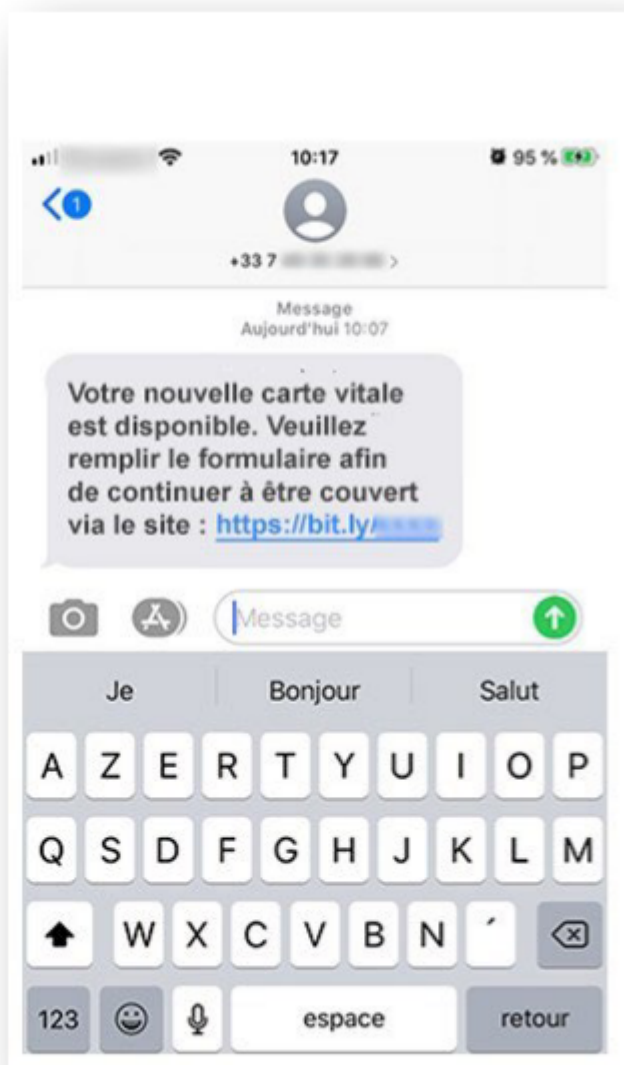 10:17
95 %
1
+33 7
Message
Aujourd'hui 10:07
Votre nouvelle carte vitale
est disponible. Veuillez
remplir le formulaire afin
de continuer à être couvert
via le site : https://bit.ly/
Message
Je Bonjour Salut
A Z E R T Y U I O P
Q S D F G H J K L M
W X C V B N ´
123 espace retour